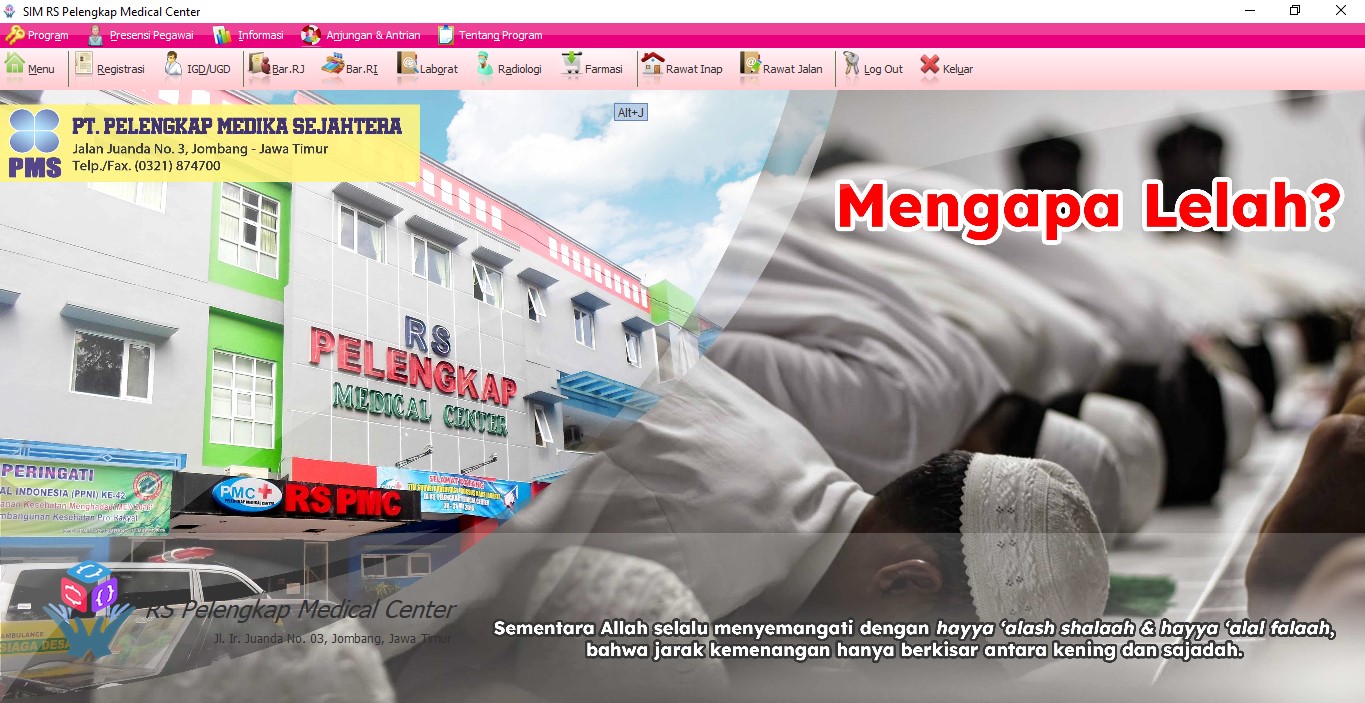 SIM RS Pelengkap Medical Center
Program Presensi Pegawai Informasi Anjungan & Antrian Tentang Program
Menu Registrasi IGD/UGD Bar.RJ Bar.RI Laborat Radiologi Farmasi Rawat Inap Rawat Jalan Log Out Keluar
Alt+J
PT. PELENGKAP MEDIKA SEJAHTERA
Jalan Juanda No. 3, Jombang - Jawa Timur
PMS Telp./Fax. (0321) 874700
Mengapa Lelah?
RS
PELENGKAP
MEDICAL CENTER
PERINGATI
AL INDONESIA (PPNI) KE-42
Kesehatan
Kesehatan Pro Rakyat
PMC
RS PMC
SELAMAT DATANG
RS Pelengkap Medical Center
Jl. Ir. Juanda No. 03, Jombang, Jawa Timur
AMBULANCE
SIAGA DESA
Sementara Allah selalu menyemangati dengan hayya ‘alash shalaah & hayya ‘alal falaah,
bahwa jarak kemenangan hanya berkisar antara kening dan sajadah.